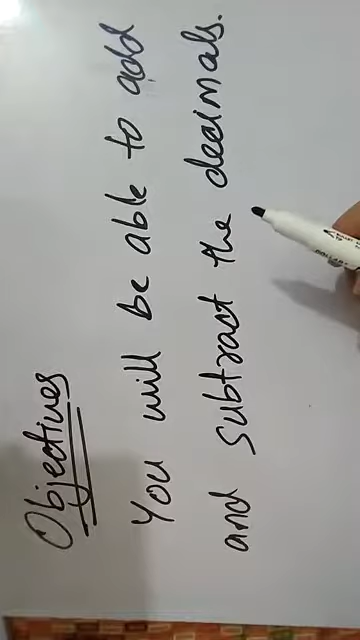 Objectives
You will be able to add
and subtract the decimals.